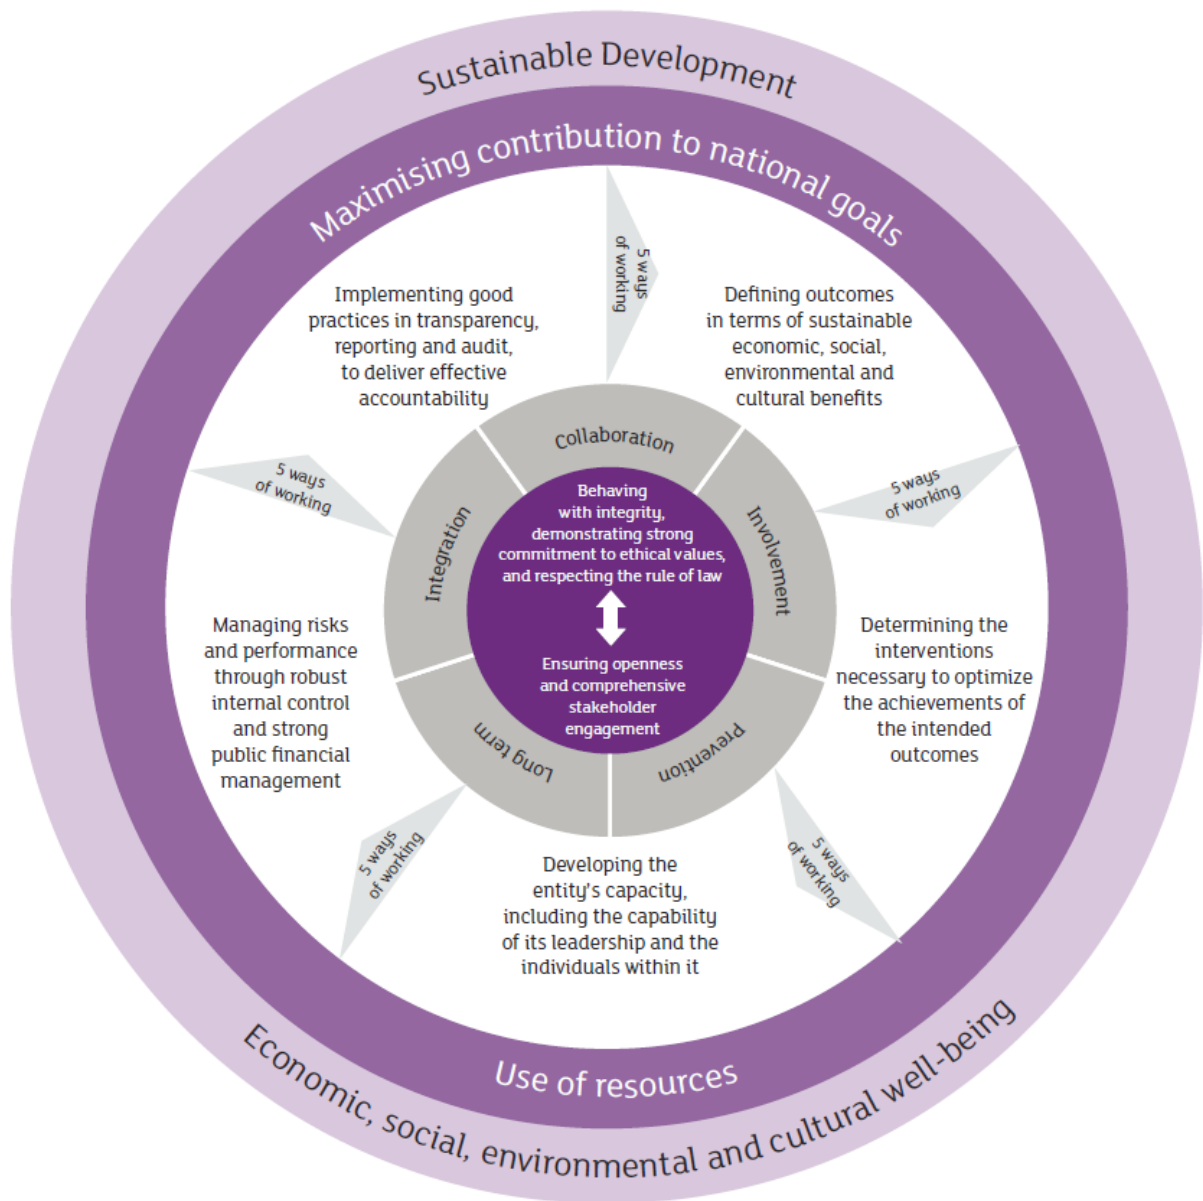 Sustainable Development
Maximising contribution to national goals
5 ways
of working
Implementing good
practices in transparency,
reporting and audit,
to deliver effective
accountability
Defining outcomes
in terms of sustainable
economic, social,
environmental and
cultural benefits
Collaboration
5 ways
of working
5 ways
of working
Integration
Involvement
Behaving
with integrity,
demonstrating strong
commitment to ethical values,
and respecting the rule of law
Ensuring openness
and comprehensive
stakeholder
engagement
Managing risks
and performance
through robust
internal control
and strong
public financial
management
Determining the
interventions
necessary to optimize
the achievements of
the intended
outcomes
Long term
Prevention
5 ways
of working
5 ways
of working
Developing the
entity's capacity,
including the capability
of its leadership and the
individuals within it
Use of resources
Economic, social, environmental and cultural well-being